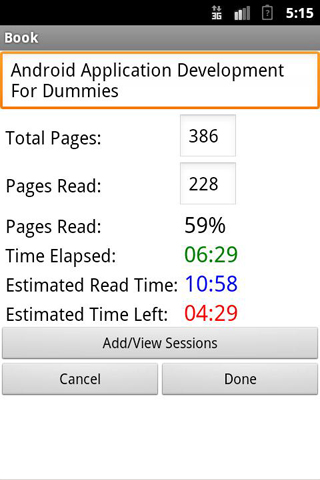 3G 5:15
Book
Android Application Development
For Dummies
Total Pages: 386
Pages Read: 228
Pages Read: 59%
Time Elapsed: 06:29
Estimated Read Time: 10:58
Estimated Time Left: 04:29
Add/View Sessions
Cancel Done